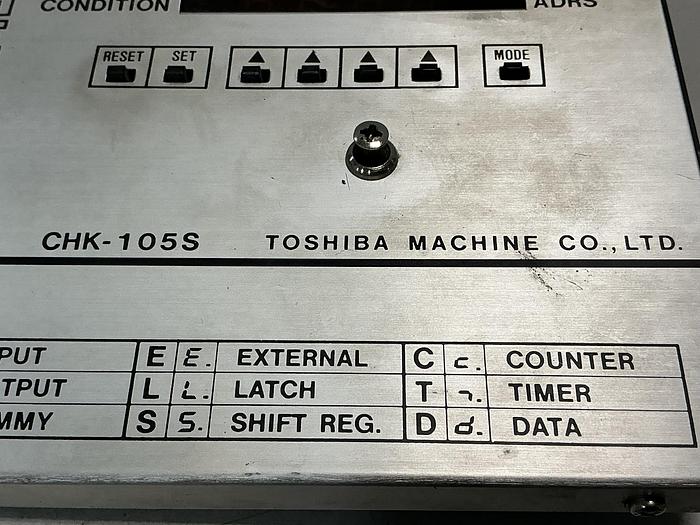 CONDITION ADRS
RESET SET MODE
CHK-105S TOSHIBA MACHINE CO., LTD.
PUT E E. EXTERNAL C c. COUNTER
TPUT L L. LATCH T TIMER
MMY S S. SHIFT REG. D d. DATA